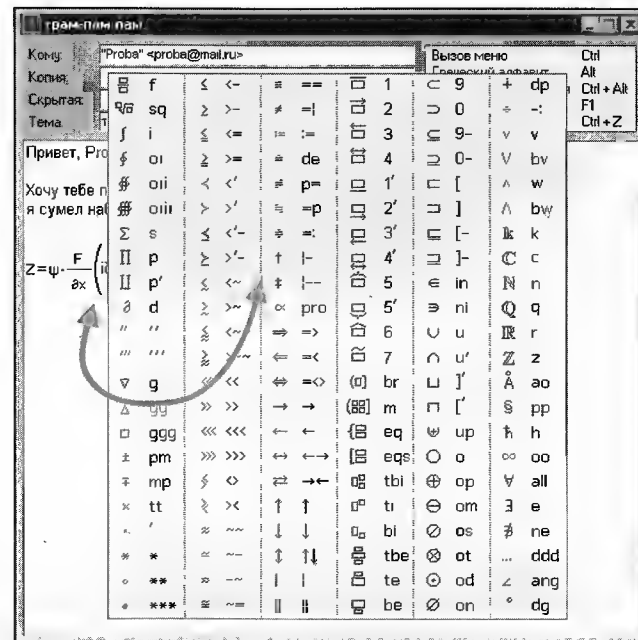 трам-плм пам
Кому: "Proba" <proba@mail.ru>
Копия:
Скрытая:
Тема:
Вызов меню Ctrl
Греческий алфавит Alt
Ctrl + Alt
F1
Ctrl + Z
Привет, Pro
Хочу тебе п
я сумел наб
Z=ψ· F/∂x (
f < <- == 1 ⊂ 9 + dp
√ sq > >- ≠ =| 2 ⊃ 0 ÷ -:
∫ i ≤ <= := := 3 ⊆ 9- ∨ v
∮ oi ≥ >= de 4 ⊇ 0- V bv
∯ oii ≺ <' p= 1' ⊏ [ ∧ w
∰ oiii ≻ >' =p 2' ⊐ ] Λ bw
Σ s <'- =: 3' ⊑ [- 𝕜 k
∏ p >'- † |- 4' ⊒ ]- ℂ c
∐ p' <~ ‡ |-- 5 ∈ in ℕ n
∂ d >~ ∝ pro 5' ∋ ni ℚ q
″ '' <~ ⇒ => 6 ∪ u ℝ r
‴ ''' ⇐ =< 7 ∩ u' ℤ z
∇ g << ⇔ =<> (□) br ⊔ ]' Å ao
△ gg » >> → → m ⊓ [' § pp
□ ggg ⋘ <<< ← ← eq ⊎ up ħ h
± pm ⋙ >>> ↔ ←→ eqs O o ∞ oo
∓ mp <> ⇄ →← tbi ⊕ op ∀ all
× tt >< ↑ ↑ ti ⊖ om ∃ e
· ' ≈ ~~ ↓ ↓ bi ⊘ os ∄ ne
* * ≃ ~- ↕ ↑↓ tbe ⊗ ot … ddd
∘ ** -~ | | te ⊙ od ∠ ang
• *** ≅ ~= ‖ ‖ be ∅ on ° dg